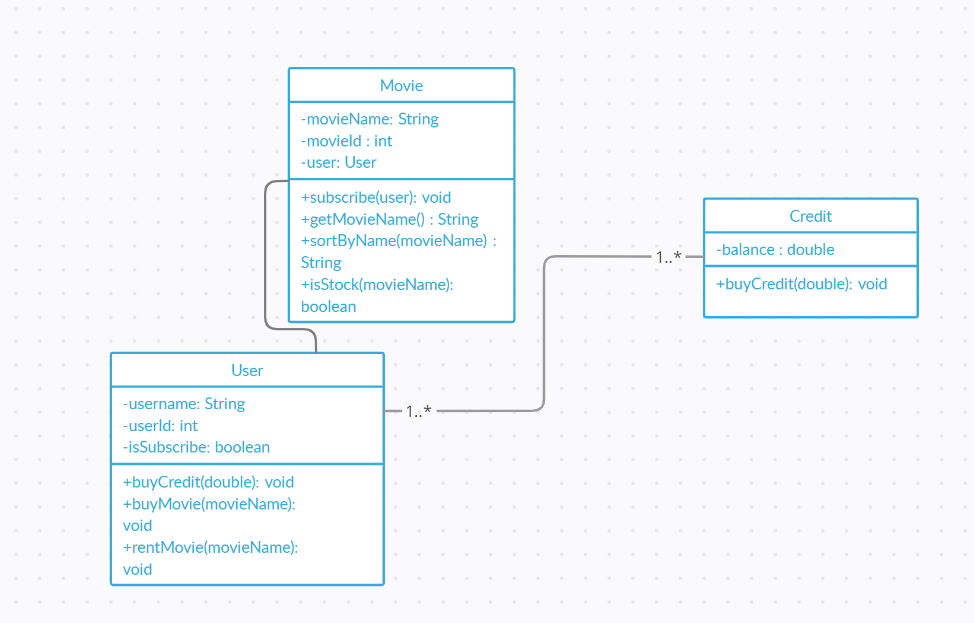 Movie
-movieName: String
-movieId : int
-user: User
+subscribe(user): void
+getMovieName() : String
+sortByName(movieName) :
String
+isStock(movieName):
boolean
Credit
-balance : double
+buyCredit(double): void
1..*
User
-username: String
-userId: int
-isSubscribe: boolean
+buyCredit(double): void
+buyMovie(movieName):
void
+rentMovie(movieName):
void
1..*